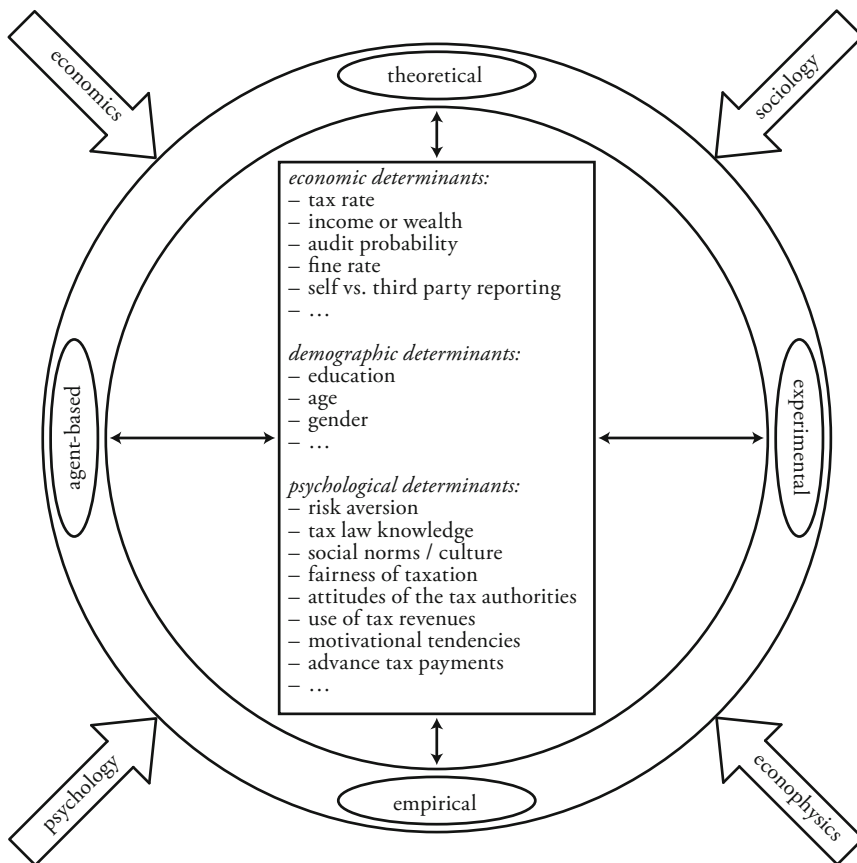 economics
theoretical
sociology
economic determinants:
– tax rate
– income or wealth
– audit probability
– fine rate
– self vs. third party reporting
– …
demographic determinants:
– education
– age
– gender
– …
agent-based
experimental
psychological determinants:
– risk aversion
– tax law knowledge
– social norms / culture
– fairness of taxation
– attitudes of the tax authorities
– use of tax revenues
– motivational tendencies
– advance tax payments
– …
psychology
empirical
econophysics